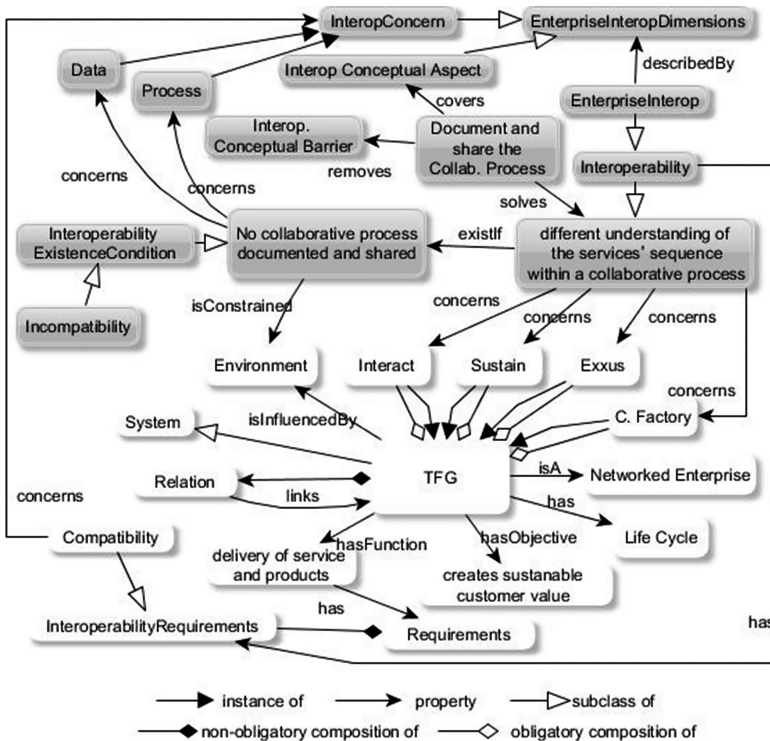 InteropConcern
EnterpriseInteropDimensions
Data
Interop Conceptual Aspect
describedBy
Process
covers
EnterpriseInterop
Interop.
Conceptual Barrier
Document and
share the
Collab. Process
removes
Interoperability
concerns
concerns
solves
Interoperability
ExistenceCondition
No collaborative process
documented and shared
existIf
different understanding of
the services' sequence
within a collaborative process
Incompatibility
isConstrained
concerns
concerns
concerns
Environment
Interact
Sustain
Exxus
concerns
System
isInfluencedBy
C. Factory
Relation
links
TFG
isA
Networked Enterprise
has
concerns
Compatibility
hasFunction
hasObjective
Life Cycle
delivery of service
and products
creates sustanable
customer value
has
InteroperabilityRequirements
Requirements
has
instance of
property
subclass of
non-obligatory composition of
obligatory composition of